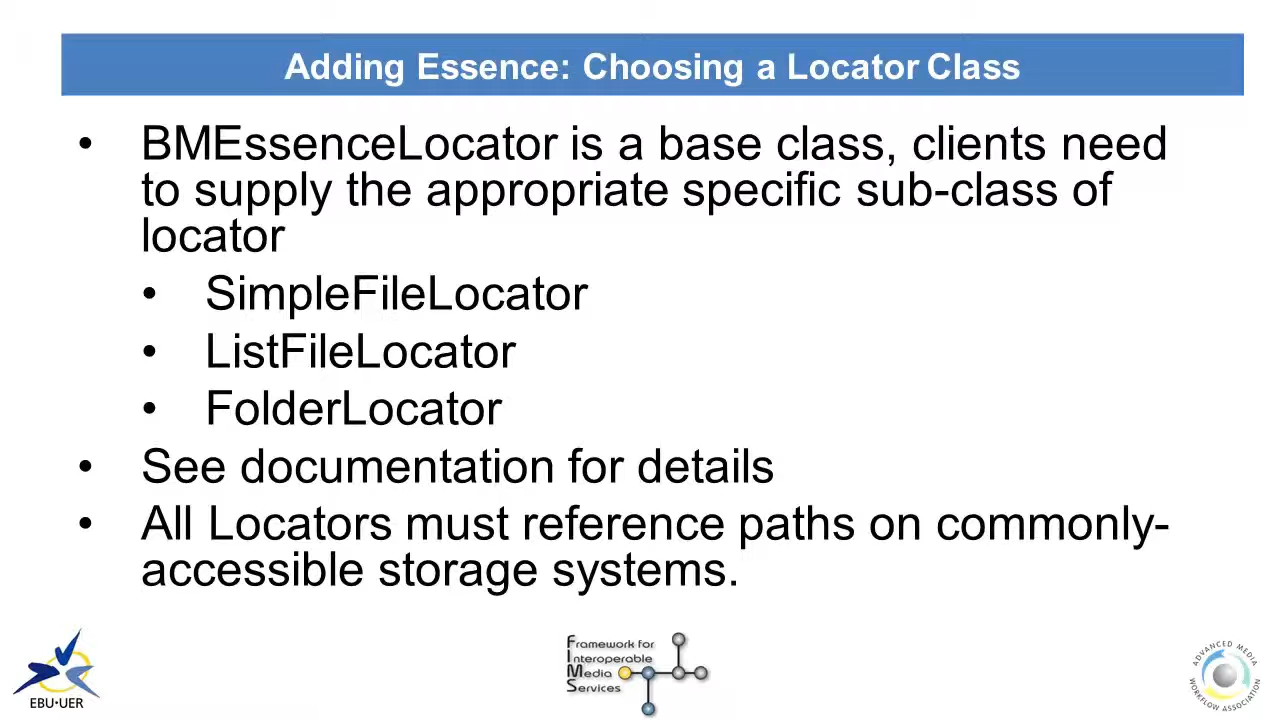 Adding Essence: Choosing a Locator Class
• BMEssenceLocator is a base class, clients need
to supply the appropriate specific sub-class of
locator
• SimpleFileLocator
• ListFileLocator
• FolderLocator
• See documentation for details
• All Locators must reference paths on commonly-
accessible storage systems.
EBU·UER
Framework for
Interoperable
Media
Services
ADVANCED MEDIA
WORKFLOW ASSOCIATION